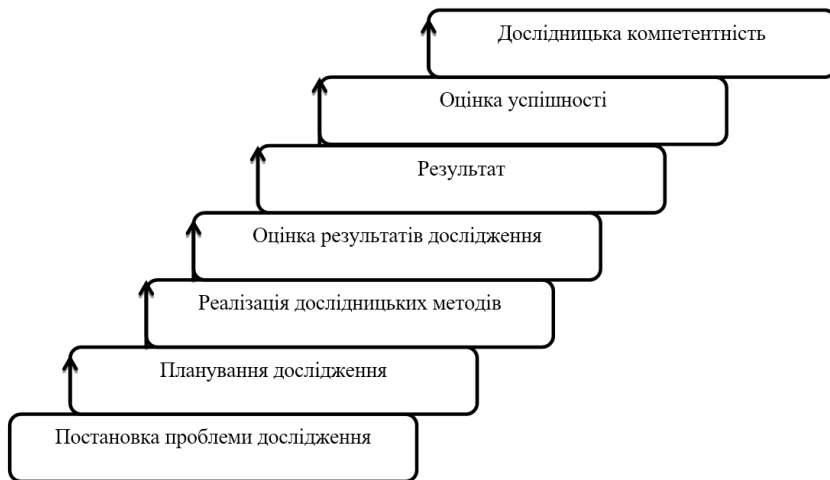 Дослідницька компетентність
Оцінка успішності
Результат
Оцінка результатів дослідження
Реалізація дослідницьких методів
Планування дослідження
Постановка проблеми дослідження